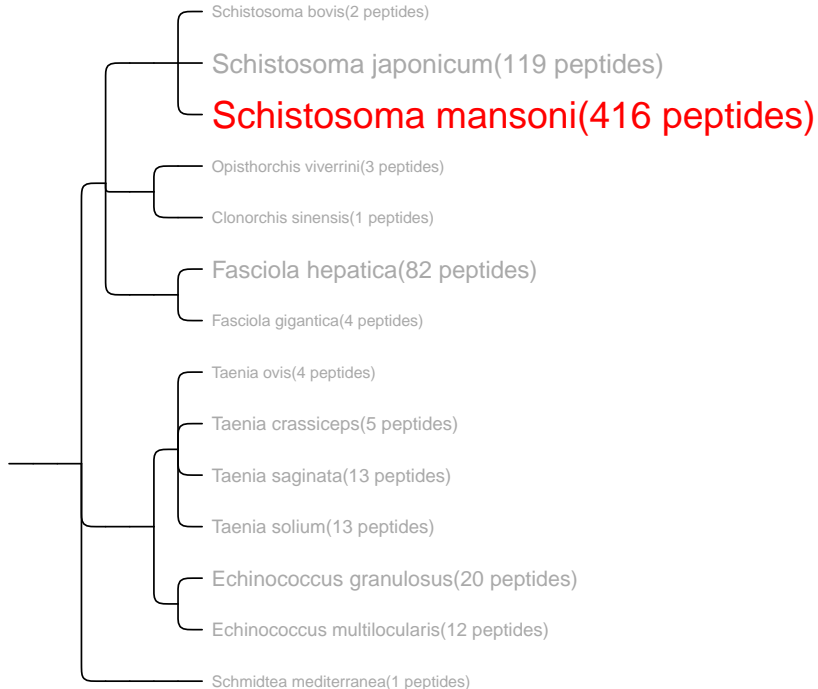 Schistosoma bovis(2 peptides)
Schistosoma japonicum(119 peptides)
Schistosoma mansoni(416 peptides)
Opisthorchis viverrini(3 peptides)
Clonorchis sinensis(1 peptides)
Fasciola hepatica(82 peptides)
Fasciola gigantica(4 peptides)
Taenia ovis(4 peptides)
Taenia crassiceps(5 peptides)
Taenia saginata(13 peptides)
Taenia solium(13 peptides)
Echinococcus granulosus(20 peptides)
Echinococcus multilocularis(12 peptides)
Schmidtea mediterranea(1 peptides)